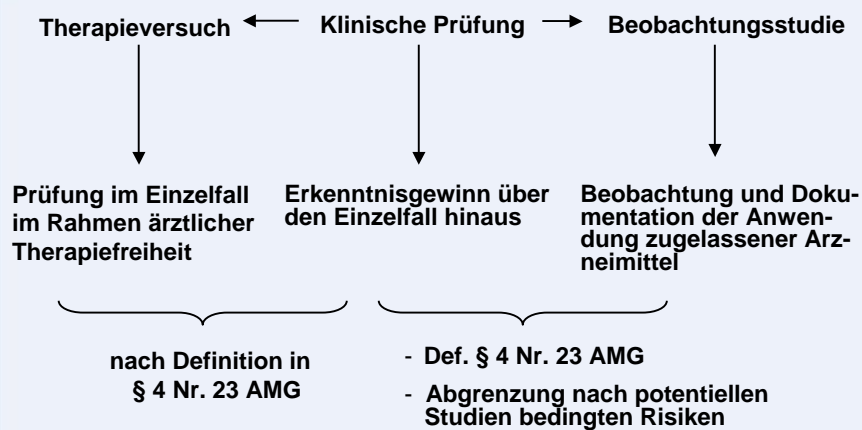 Therapieversuch Klinische Prüfung Beobachtungsstudie
Prüfung im Einzelfall
im Rahmen ärztlicher
Therapiefreiheit
Erkenntnisgewinn über
den Einzelfall hinaus
Beobachtung und Doku-
mentation der Anwen-
dung zugelassener Arz-
neimittel
nach Definition in
§ 4 Nr. 23 AMG
- Def. § 4 Nr. 23 AMG
- Abgrenzung nach potentiellen
Studien bedingten Risiken